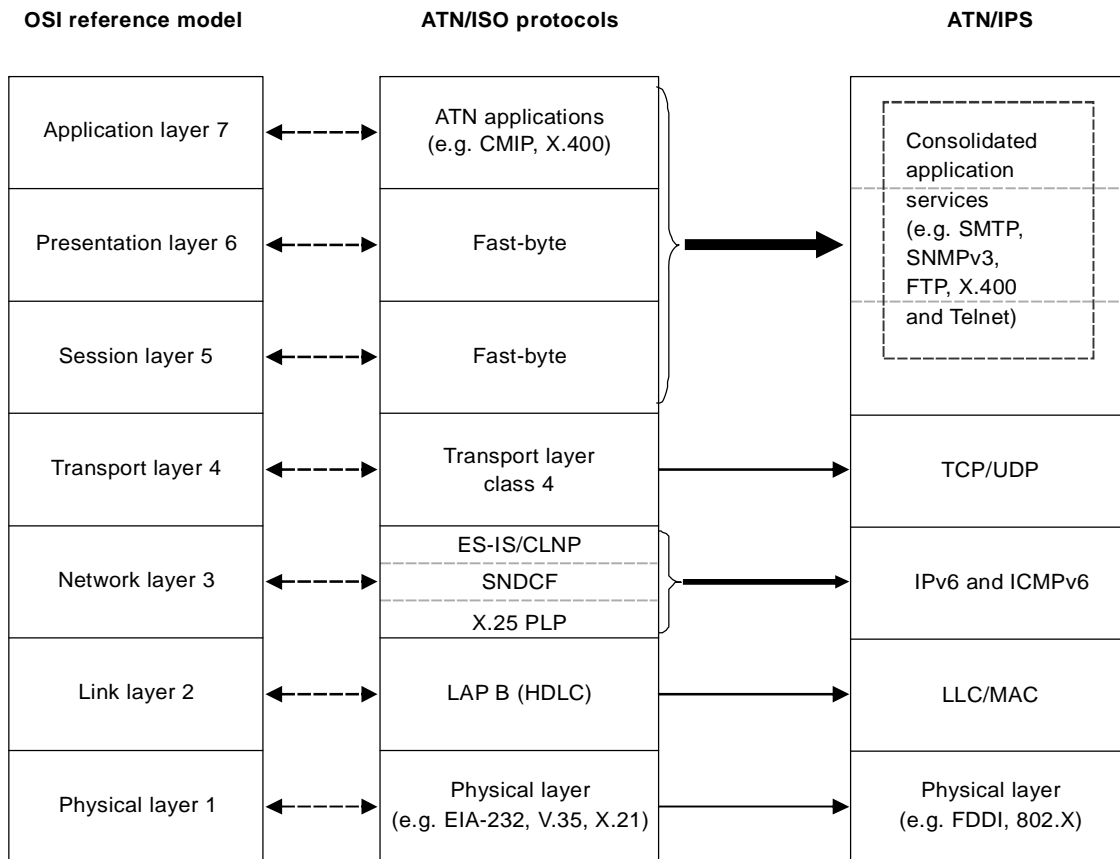 OSI reference model
ATN/ISO protocols
ATN/IPS
Application layer 7
ATN applications
(e.g. CMIP, X.400)
Consolidated
application
services
(e.g. SMTP,
SNMPv3,
FTP, X.400
and Telnet)
Presentation layer 6
Fast-byte
Session layer 5
Fast-byte
Transport layer 4
Transport layer
class 4
TCP/UDP
Network layer 3
ES-IS/CLNP
SNDCF
X.25 PLP
IPv6 and ICMPv6
Link layer 2
LAP B (HDLC)
LLC/MAC
Physical layer 1
Physical layer
(e.g. EIA-232, V.35, X.21)
Physical layer
(e.g. FDDI, 802.X)